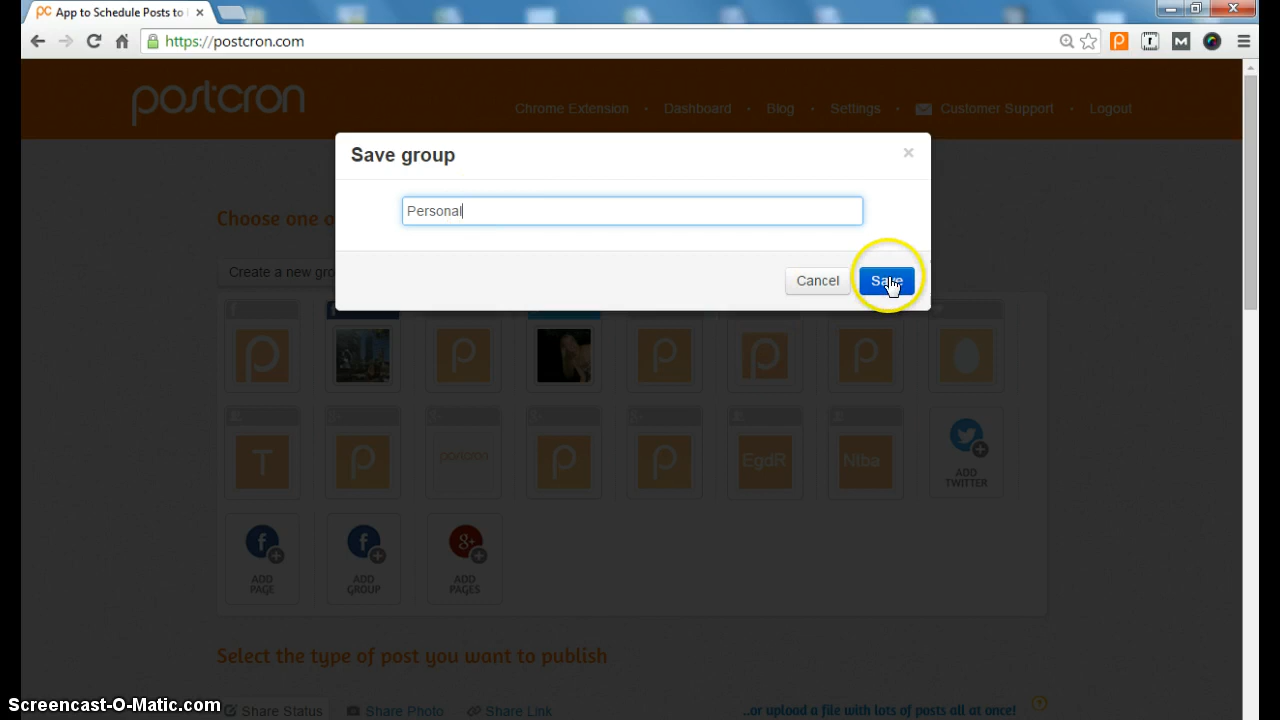 App to Schedule Posts to
https://postcron.com
postcron
Chrome Extension • Dashboard • Blog • Settings • Customer Support • Logout
Save group
×
Personal
Cancel Save
Choose one o
Create a new gro
T postcron EgdR Ntba ADD TWITTER
ADD PAGE
ADD GROUP
ADD PAGES
Select the type of post you want to publish
Share Status Share Photo Share Link ..or upload a file with lots of posts all at once! ?
Screencast-O-Matic.com